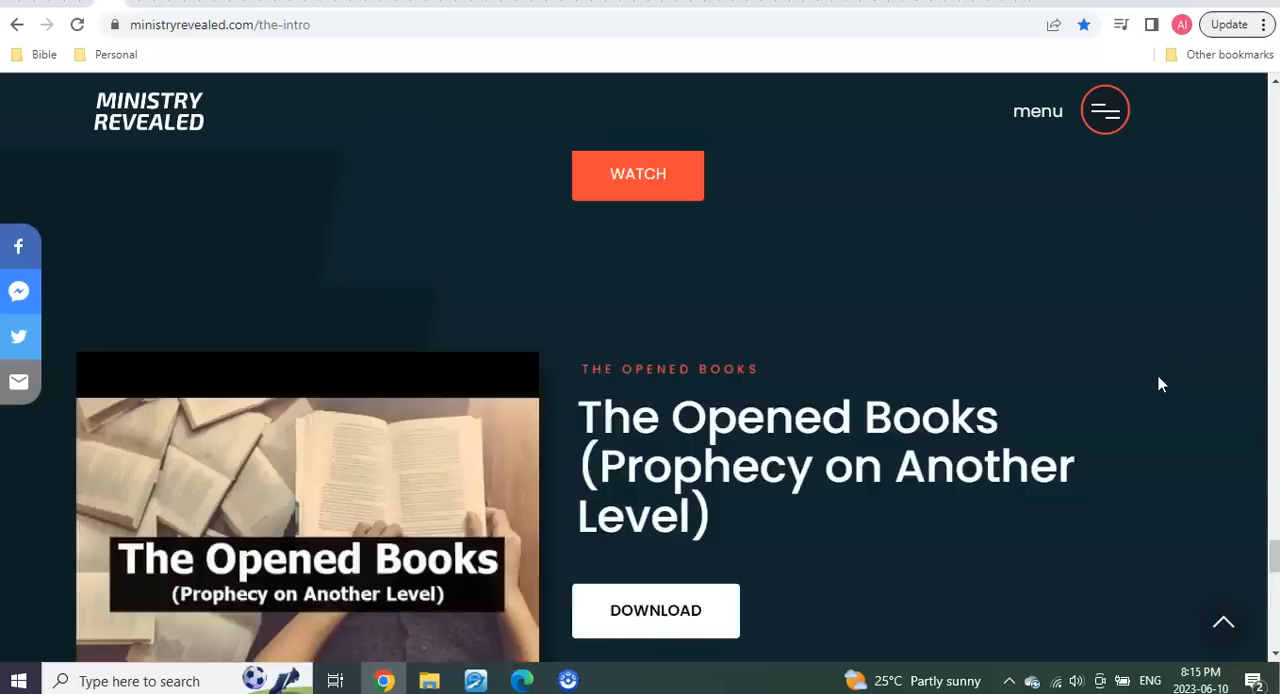 ministryrevealed.com/the-intro
AI
Update
Bible
Personal
Other bookmarks
MINISTRY
REVEALED
menu
WATCH
THE OPENED BOOKS
The Opened Books
(Prophecy on Another
Level)
The Opened Books
(Prophecy on Another Level)
DOWNLOAD
Type here to search
25°C Partly sunny
ENG
8:15 PM
2023-06-10
2